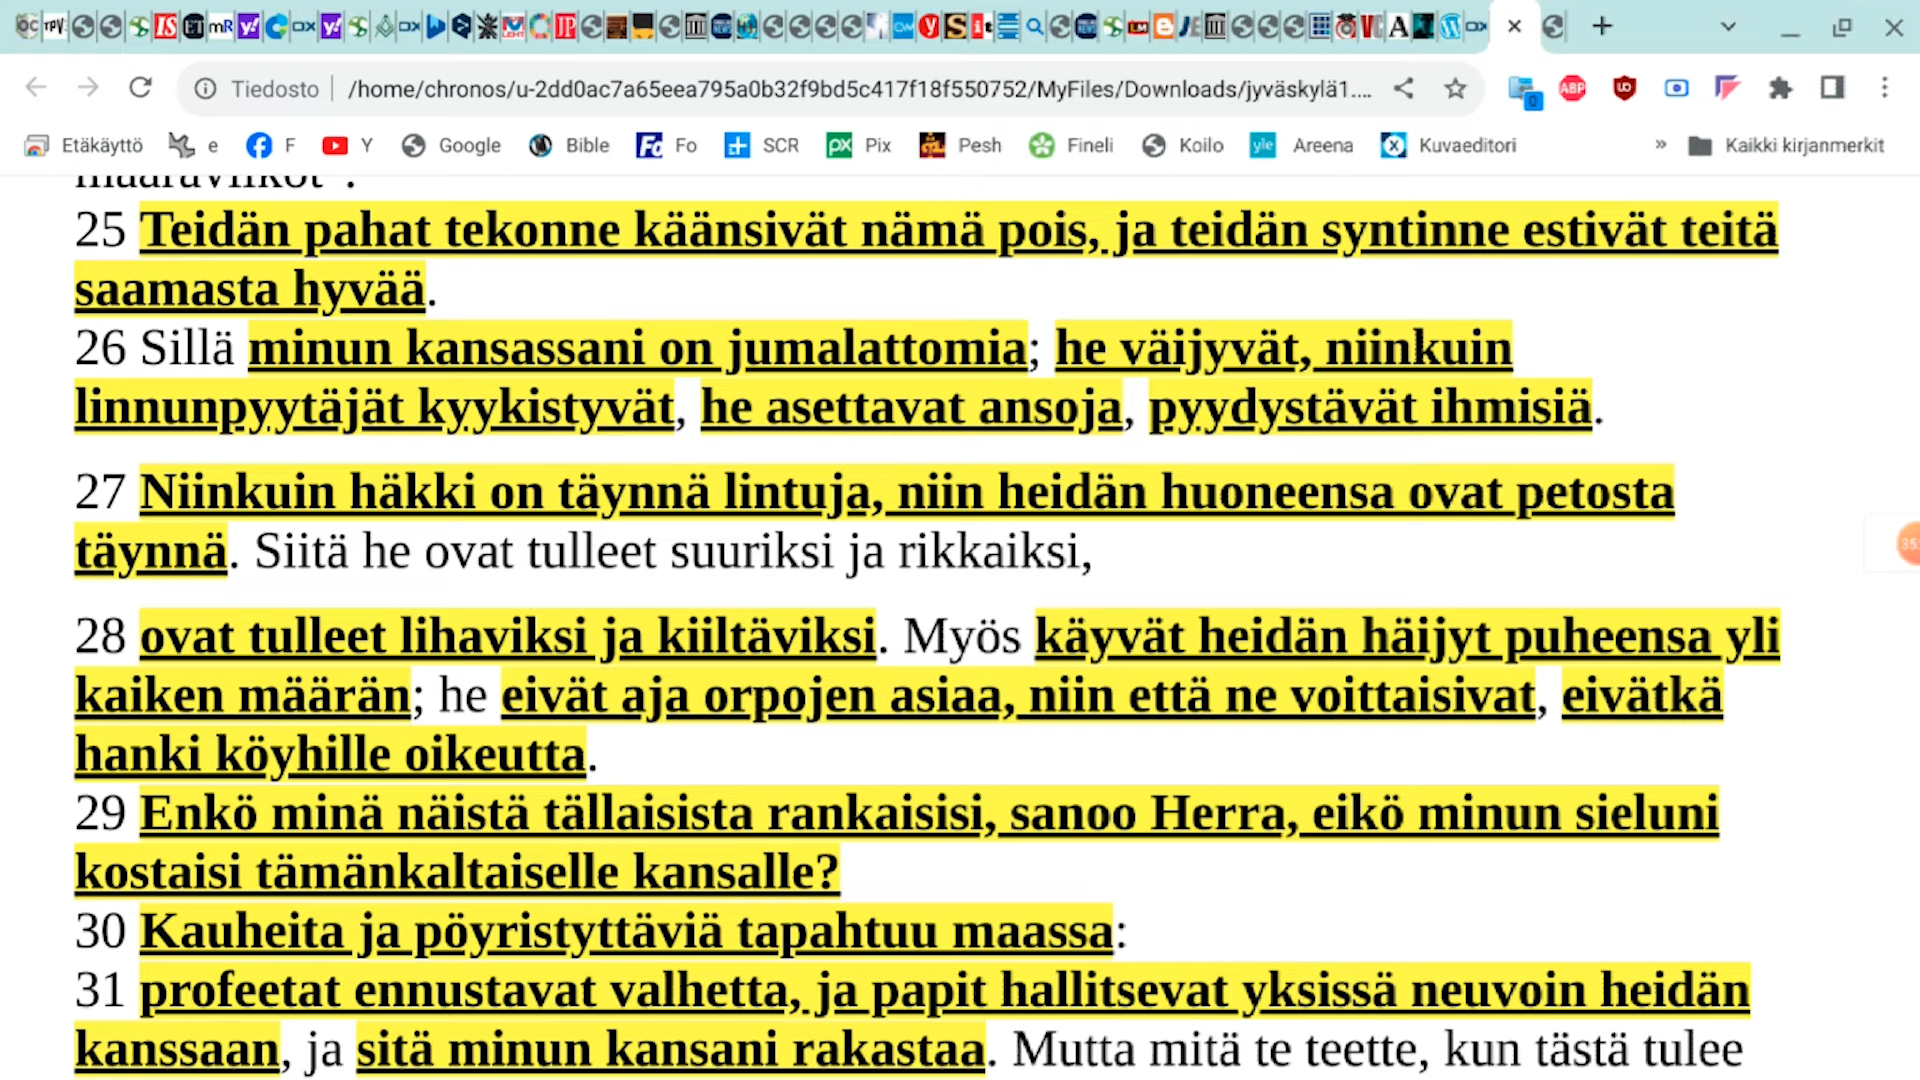 Tiedosto /home/chronos/u-2dd0ac7a65eea795a0b32f9bd5c417f18f550752/MyFiles/Downloads/jyväskylä1....
Etäkäyttö e F Y Google Bible Fo SCR Pix Pesh Fineli Koilo Areena Kuvaeditori » Kaikki kirjanmerkit
25 Teidän pahat tekonne käänsivät nämä pois, ja teidän syntinne estivät teitä
saamasta hyvää.
26 Sillä minun kansassani on jumalattomia; he väijyvät, niinkuin
linnunpyytäjät kyykistyvät, he asettavat ansoja, pyydystävät ihmisiä.
27 Niinkuin häkki on täynnä lintuja, niin heidän huoneensa ovat petosta
täynnä. Siitä he ovat tulleet suuriksi ja rikkaiksi,
28 ovat tulleet lihaviksi ja kiiltäviksi. Myös käyvät heidän häijyt puheensa yli
kaiken määrän; he eivät aja orpojen asiaa, niin että ne voittaisivat, eivätkä
hanki köyhille oikeutta.
29 Enkö minä näistä tällaisista rankaisisi, sanoo Herra, eikö minun sieluni
kostaisi tämänkaltaiselle kansalle?
30 Kauheita ja pöyristyttäviä tapahtuu maassa:
31 profeetat ennustavat valhetta, ja papit hallitsevat yksissä neuvoin heidän
kanssaan, ja sitä minun kansani rakastaa. Mutta mitä te teette, kun tästä tulee